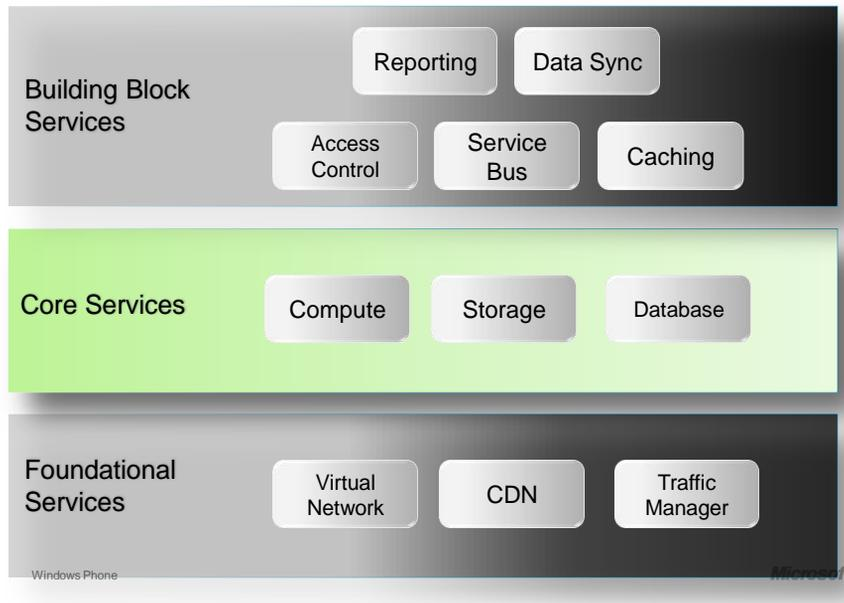 Reporting
Data Sync
Building Block
Services
Access
Control
Service
Bus
Caching
Core Services
Compute
Storage
Database
Foundational
Services
Virtual
Network
CDN
Traffic
Manager
Windows Phone
Microsof